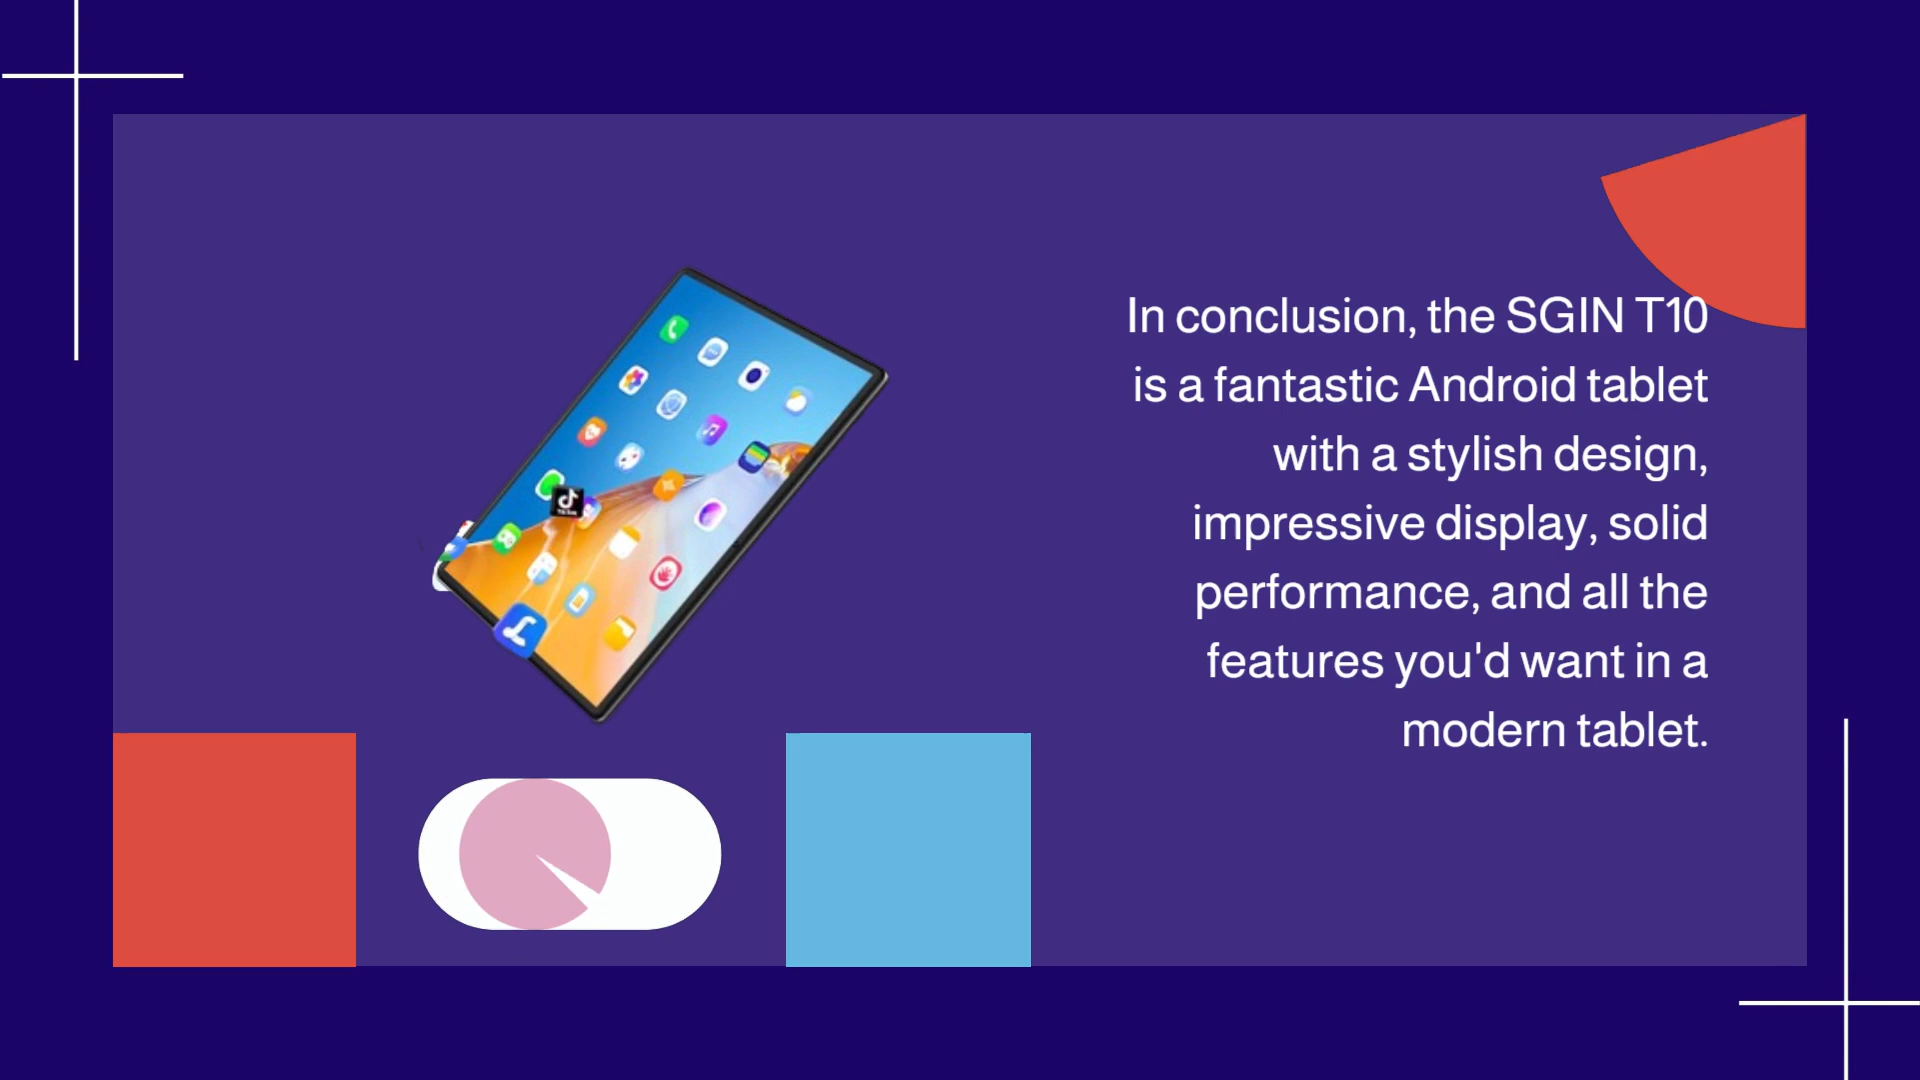 In conclusion, the SGIN T10
is a fantastic Android tablet
with a stylish design,
impressive display, solid
performance, and all the
features you'd want in a
modern tablet.